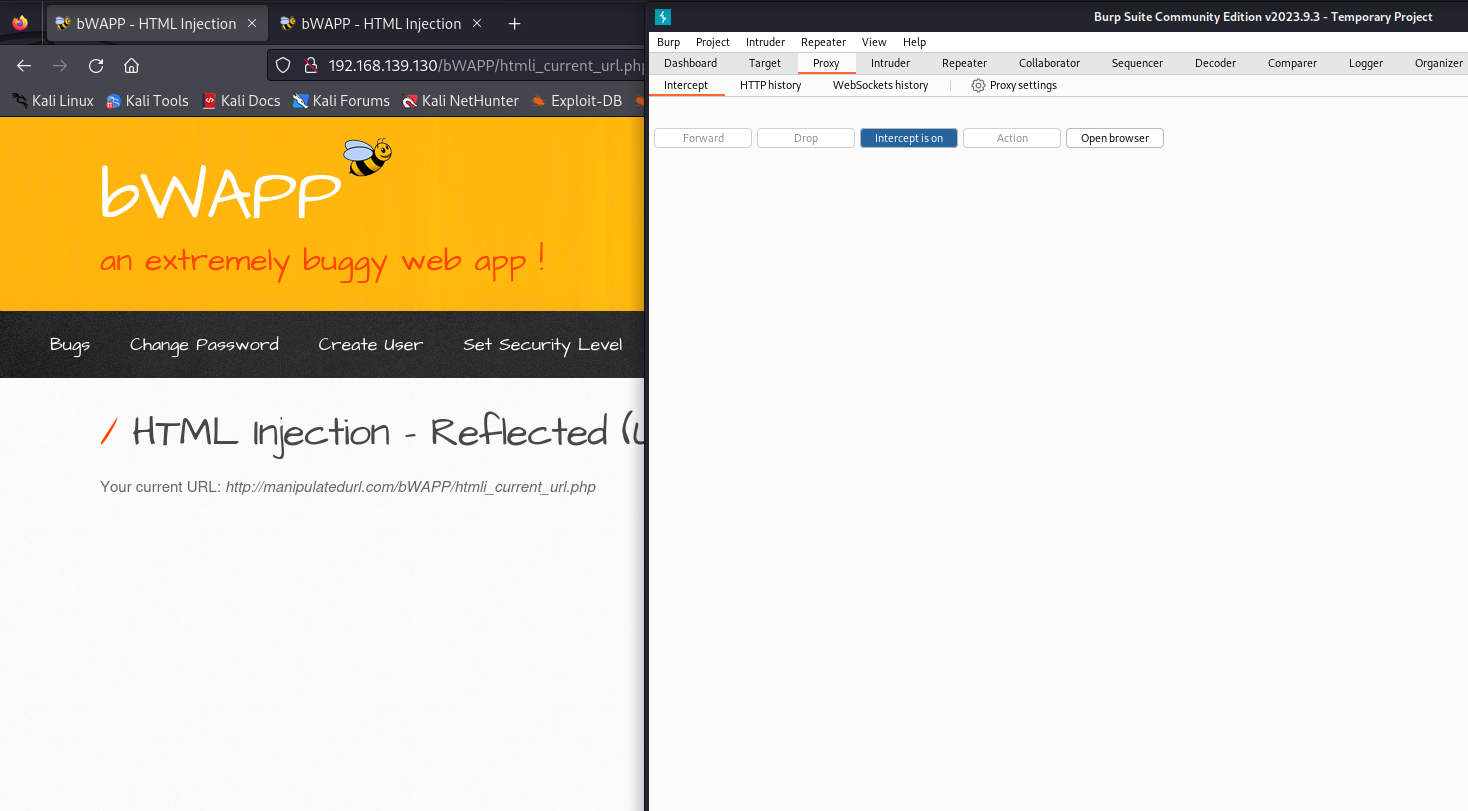 bWAPP - HTML Injection
bWAPP - HTML Injection
192.168.139.130/bWAPP/htmli_current_url.php
Kali Linux Kali Tools Kali Docs Kali Forums Kali NetHunter Exploit-DB
bWAPP
an extremely buggy web app !
Bugs Change Password Create User Set Security Level
/ HTML Injection - Reflected (U
Your current URL: http://manipulatedurl.com/bWAPP/htmli_current_url.php
Burp Suite Community Edition v2023.9.3 - Temporary Project
Burp Project Intruder Repeater View Help
Dashboard Target Proxy Intruder Repeater Collaborator Sequencer Decoder Comparer Logger Organizer
Intercept HTTP history WebSockets history Proxy settings
Forward Drop Intercept is on Action Open browser